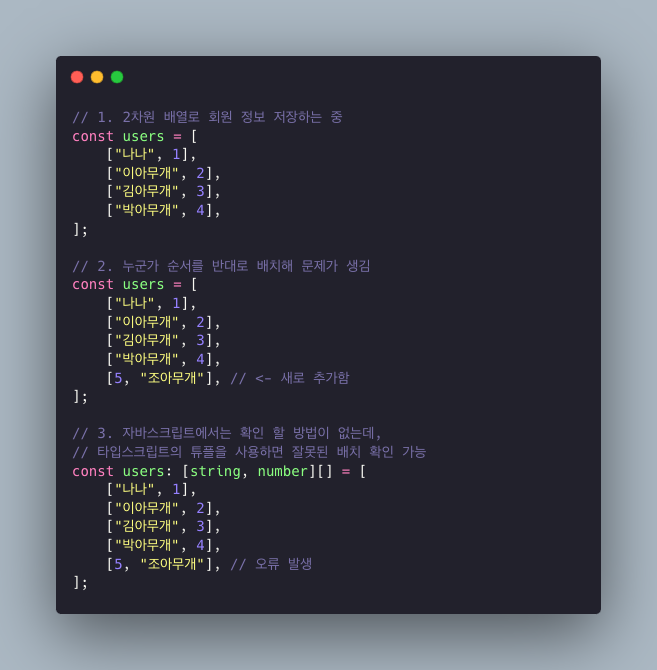 // 1. 2차원 배열로 회원 정보 저장하는 중
const users = [
    ["나나", 1],
    ["이아무개", 2],
    ["김아무개", 3],
    ["박아무개", 4],
];
// 2. 누군가 순서를 반대로 배치해 문제가 생김
const users = [
    ["나나", 1],
    ["이아무개", 2],
    ["김아무개", 3],
    ["박아무개", 4],
    [5, "조아무개"], // <- 새로 추가함
];
// 3. 자바스크립트에서는 확인 할 방법이 없는데,
// 타입스크립트의 튜플을 사용하면 잘못된 배치 확인 가능
const users: [string, number][] = [
    ["나나", 1],
    ["이아무개", 2],
    ["김아무개", 3],
    ["박아무개", 4],
    [5, "조아무개"], // 오류 발생
];